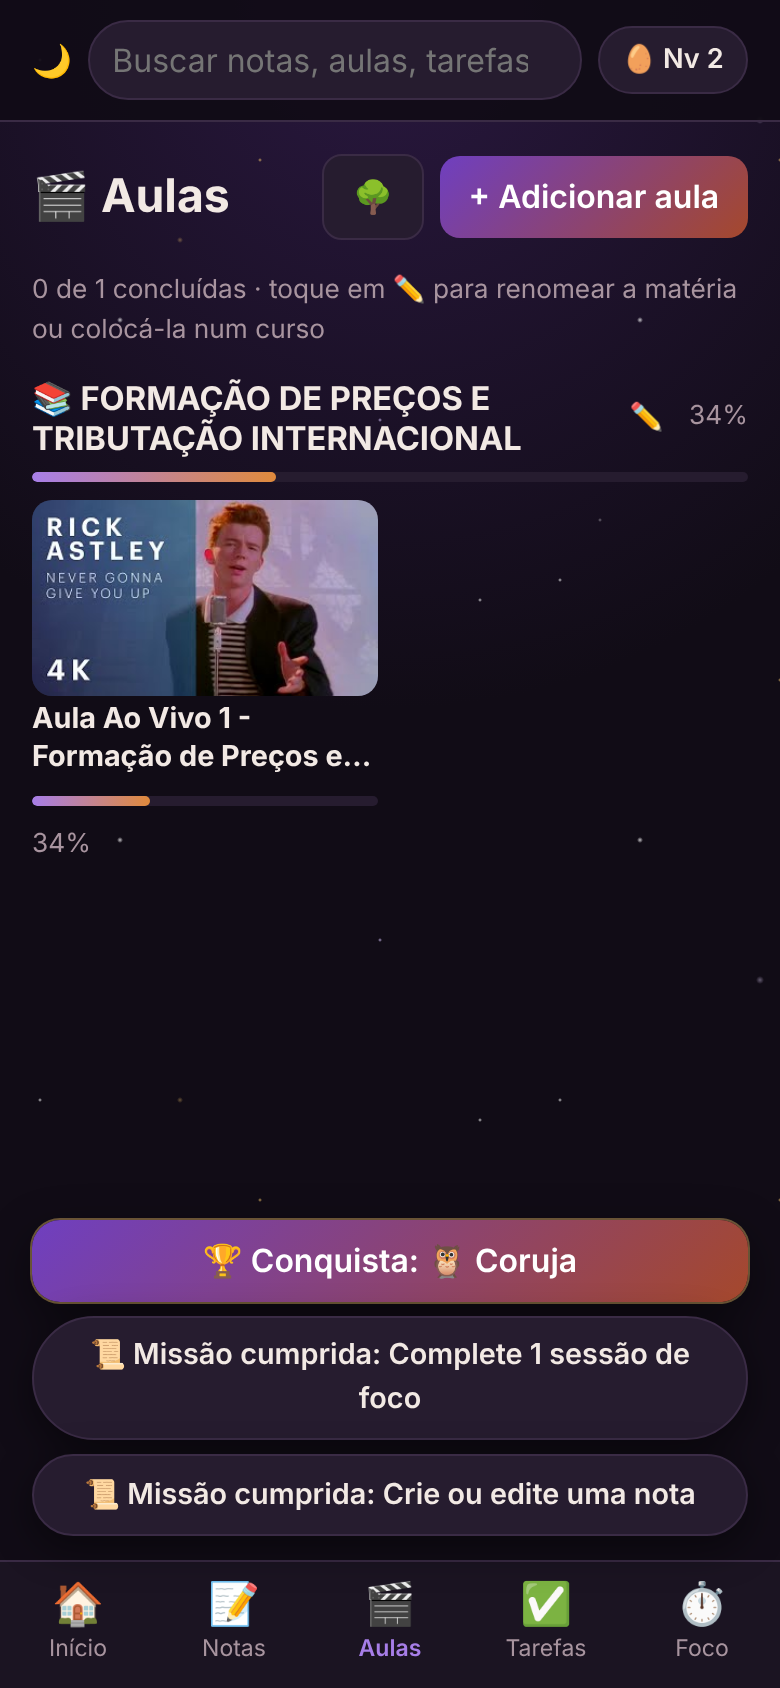 Buscar notas, aulas, tarefas
Nv 2
Aulas
+ Adicionar aula
0 de 1 concluídas · toque em ✏️ para renomear a matéria
ou colocá-la num curso
FORMAÇÃO DE PREÇOS E
TRIBUTAÇÃO INTERNACIONAL
34%
RICK
ASTLEY
NEVER GONNA
GIVE YOU UP
4K
Aula Ao Vivo 1 -
Formação de Preços e...
34%
🏆 Conquista: 🦉 Coruja
📜 Missão cumprida: Complete 1 sessão de
foco
📜 Missão cumprida: Crie ou edite uma nota
Início
Notas
Aulas
Tarefas
Foco